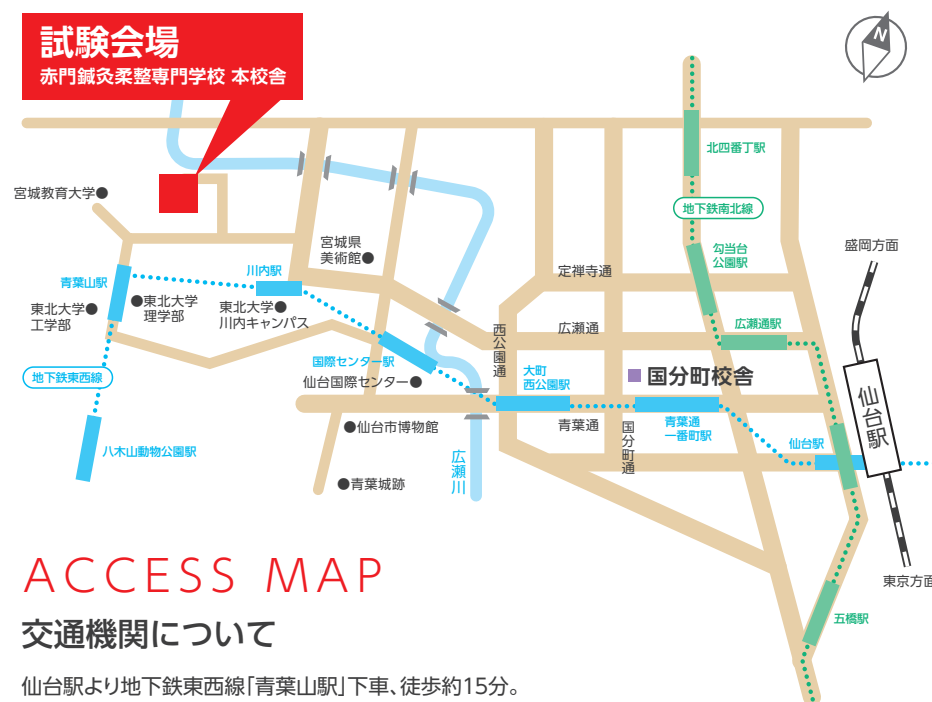 試験会場
赤門鍼灸柔整専門学校 本校舎
N
北四番丁駅
地下鉄南北線
宮城教育大学●
宮城県
美術館●
勾当台
公園駅
盛岡方面
定禅寺通
川内駅
青葉山駅
●東北大学
理学部
東北大学●
工学部
東北大学●
川内キャンパス
広瀬通
広瀬通駅
西公園通
国際センター駅
大町
西公園駅
国分町校舎
地下鉄東西線
仙台国際センター●
仙台駅
●仙台市博物館
青葉通
国分町通
青葉通
一番町駅
仙台駅
八木山動物公園駅
広瀬川
●青葉城跡
東京方面
五橋駅
ACCESS MAP
交通機関について
仙台駅より地下鉄東西線「青葉山駅」下車、徒歩約15分。